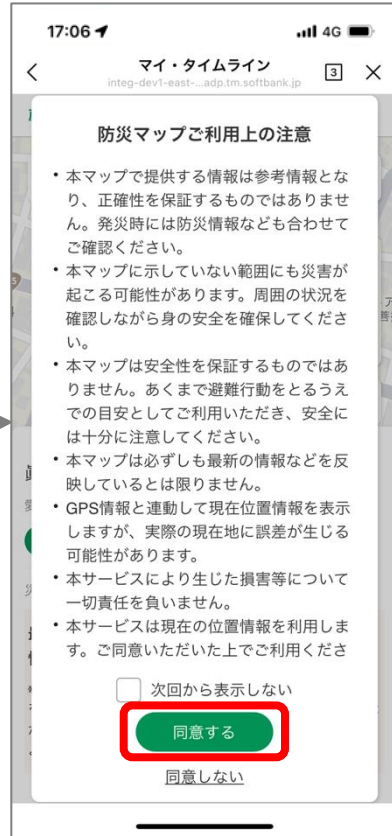 17:06
4G
マイ・タイムライン
integ-dev1-east-...adp.tm.softbank.jp
3
防災マップご利用上の注意
• 本マップで提供する情報は参考情報とな
り、正確性を保証するものではありませ
ん。発災時には防災情報なども合わせて
ご確認ください。
• 本マップに示していない範囲にも災害が
起こる可能性があります。周囲の状況を
確認しながら身の安全を確保してくださ
い。
• 本マップは安全性を保証するものではあ
りません。あくまで避難行動をとるうえ
での目安としてご利用いただき、安全に
は十分に注意してください。
• 本マップは必ずしも最新の情報などを反
映しているとは限りません。
• GPS情報と連動して現在位置情報を表示
しますが、実際の現在地に誤差が生じる
可能性があります。
• 本サービスにより生じた損害等について
一切責任を負いません。
• 本サービスは現在の位置情報を利用しま
す。ご同意いただいた上でご利用くださ
次回から表示しない
同意する
同意しない